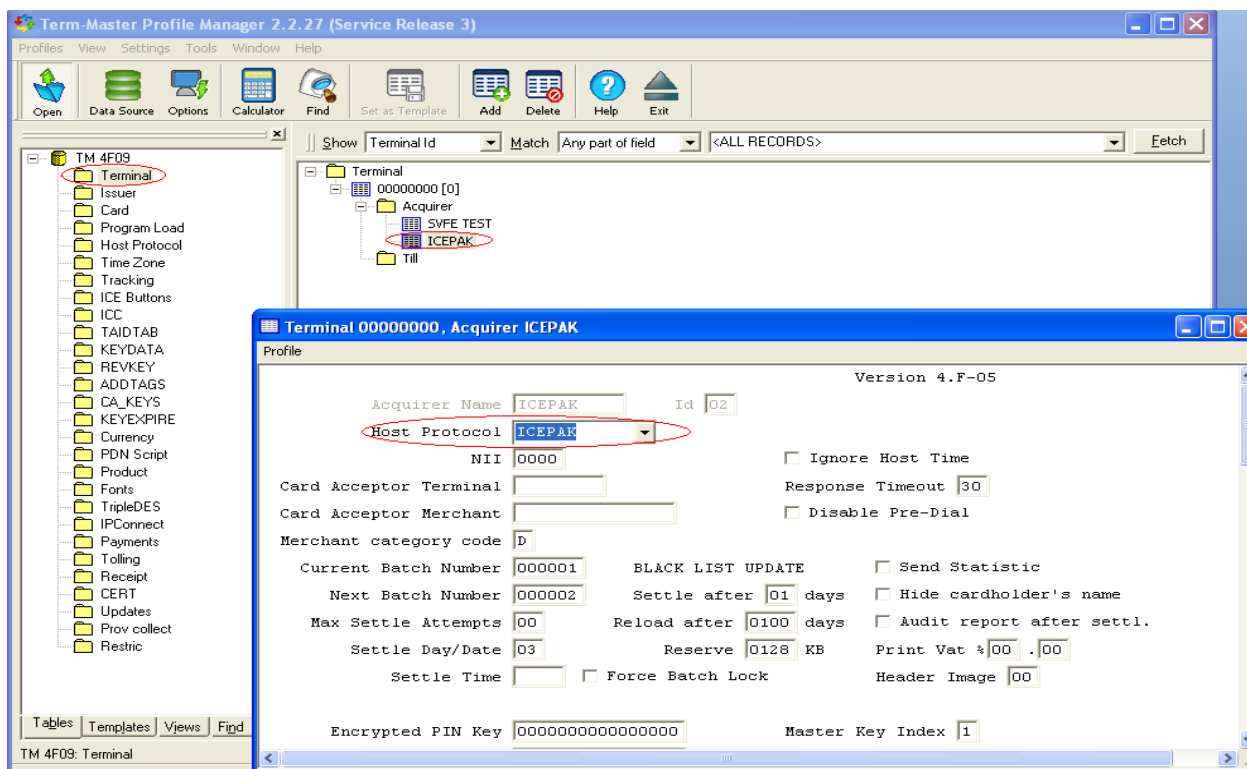 Term-Master Profile Manager 2.2.27 (Service Release 3)
Profiles View Settings Tools Window Help
Open Data Source Options Calculator Find Set as Template Add Delete Help Exit
Show Terminal Id Match Any part of field <ALL RECORDS> Fetch
TM 4F09
Terminal
Issuer
Card
Program Load
Host Protocol
Time Zone
Tracking
ICE Buttons
ICC
TAIDTAB
KEYDATA
REVKEY
ADDTAGS
CA_KEYS
KEYEXPIRE
Currency
PDN Script
Product
Fonts
TripleDES
IPConnect
Payments
Tolling
Receipt
CERT
Updates
Prov collect
Restric
Tables Templates Views Find
TM 4F09: Terminal
Terminal
00000000 [0]
Acquirer
SVFE TEST
ICEPAK
Till
Terminal 00000000, Acquirer ICEPAK
Profile
Version 4.F-05
Acquirer Name ICEPAK Id 02
Host Protocol ICEPAK
NII 0000 Ignore Host Time
Card Acceptor Terminal Response Timeout 30
Card Acceptor Merchant Disable Pre-Dial
Merchant category code D
Current Batch Number 000001 BLACK LIST UPDATE Send Statistic
Next Batch Number 000002 Settle after 01 days Hide cardholder's name
Max Settle Attempts 00 Reload after 0100 days Audit report after settl.
Settle Day/Date 03 Reserve 0128 KB Print Vat %00 .00
Settle Time Force Batch Lock Header Image 00
Encrypted PIN Key 0000000000000000 Master Key Index 1